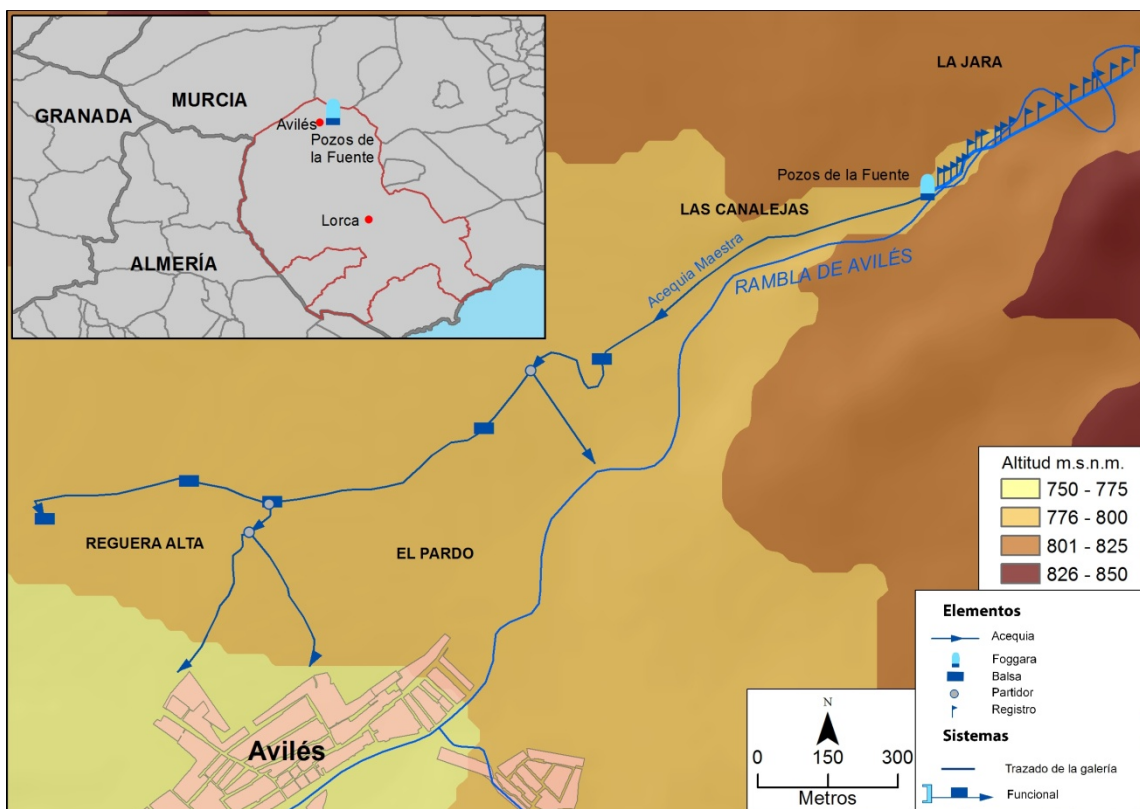 GRANADA
MURCIA
Avilés
Pozos de
la Fuente
Lorca
ALMERÍA
LA JARA
Pozos de la Fuente
LAS CANALEJAS
Acequia Maestra
RAMBLA DE AVILÉS
REGUERA ALTA
EL PARDO
Avilés
Altitud m.s.n.m.
750 - 775
776 - 800
801 - 825
826 - 850
Elementos
Acequia
Foggara
Balsa
Partidor
Registro
Sistemas
Trazado de la galería
Funcional
N
0 150 300
Metros